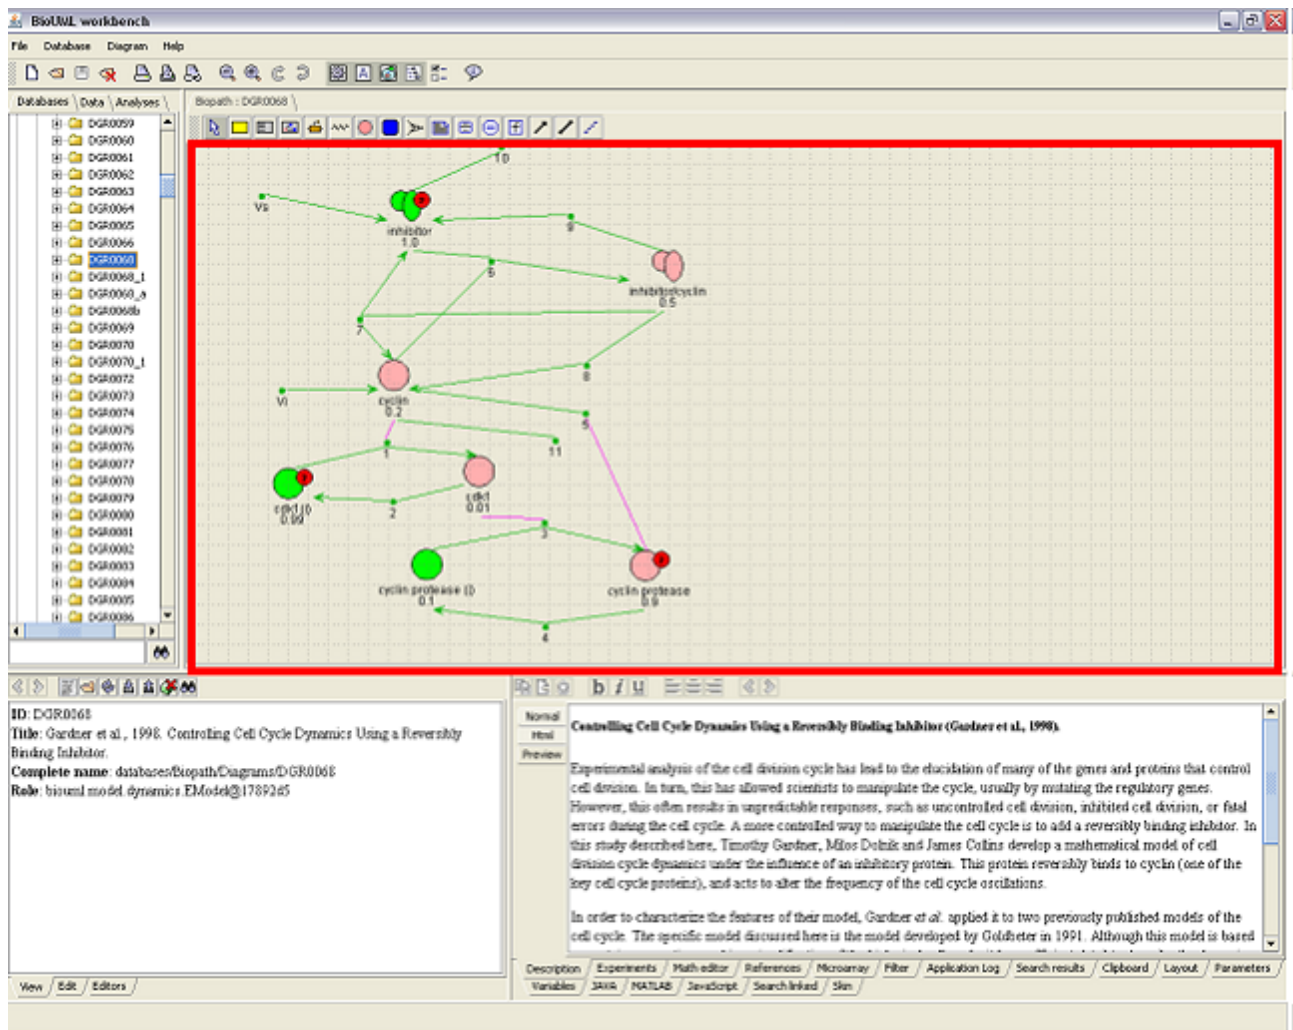 BioUML workbench
File Database Diagram Help
Databases Data Analyses
Biopath : DGR0068
DGR0059
DGR0060
DGR0061
DGR0062
DGR0063
DGR0064
DGR0065
DGR0066
DGR0068
DGR0068_t
DGR0068_a
DGR0068b
DGR0069
DGR0070
DGR0070_t
DGR0072
DGR0073
DGR0074
DGR0075
DGR0076
DGR0077
DGR0078
DGR0079
DGR0080
DGR0081
DGR0082
DGR0083
DGR0084
DGR0085
DGR0086
10
Vs
inhibitor
1.0
9
6
inhibitor/cyclin
0.5
7
8
Vi
cyclin
0.2
5
1
11
cdk1 (i)
0.99
2
cdk1
0.01
3
cyclin protease (i)
0.1
cyclin protease
0.9
4
b i u
ID: DGR0068
Title: Gardner et al., 1998. Controlling Cell Cycle Dynamics Using a Reversibly
Binding Inhibitor.
Complete name: databases/Biopath/Diagrams/DGR0068
Role: biouml.model.dynamics.EModel@1789265
View Edit Editors
Normal
Html
Preview
Controlling Cell Cycle Dynamics Using a Reversibly Binding Inhibitor (Gardner et al., 1998).
Experimental analysis of the cell division cycle has lead to the elucidation of many of the genes and proteins that control
cell division. In turn, this has allowed scientists to manipulate the cycle, usually by mutating the regulatory genes.
However, this often results in unpredictable responses, such as uncontrolled cell division, inhibited cell division, or fatal
errors during the cell cycle. A more controlled way to manipulate the cell cycle is to add a reversibly binding inhibitor. In
this study described here, Timothy Gardner, Milos Dolnik and James Collins develop a mathematical model of cell
division cycle dynamics under the influence of an inhibitory protein. This protein reversibly binds to cyclin (one of the
key cell cycle proteins), and acts to alter the frequency of the cell cycle oscillations.
In order to characterize the features of their model, Gardner et al. applied it to two previously published models of the
cell cycle. The specific model discussed here is the model developed by Goldbeter in 1991. Although this model is based
Description Experiments Math editor References Microarray Filter Application Log Search results Clipboard Layout Parameters
Variables JAVA MATLAB JavaScript Search linked Skin